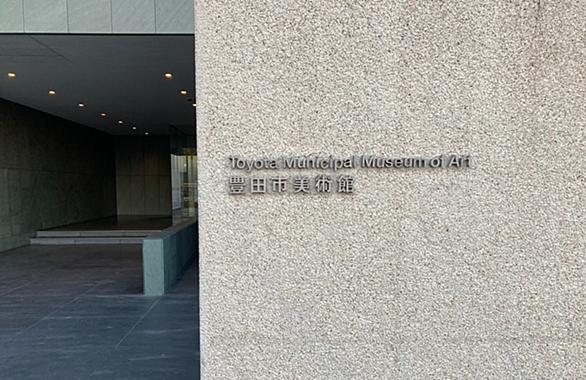 Toyota Municipal Museum of Art
豊田市美術館